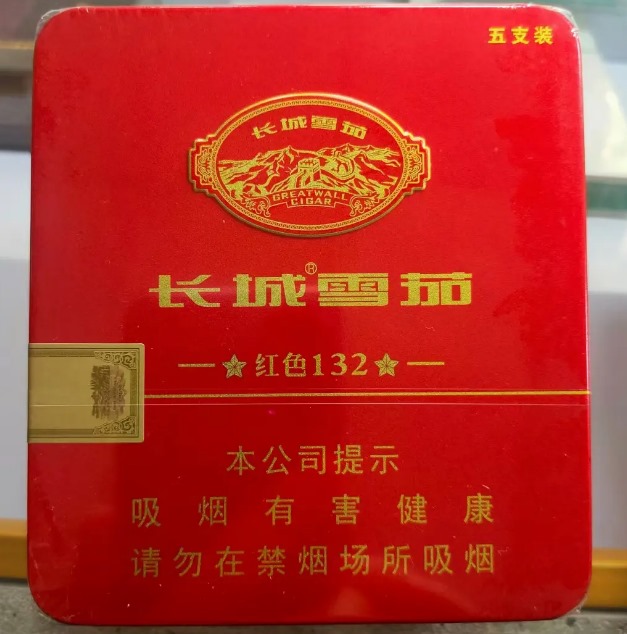 五支装
长城雪茄
GREATWALL
CIGAR
长城®雪茄
红色132
本公司提示
吸烟有害健康
请勿在禁烟场所吸烟